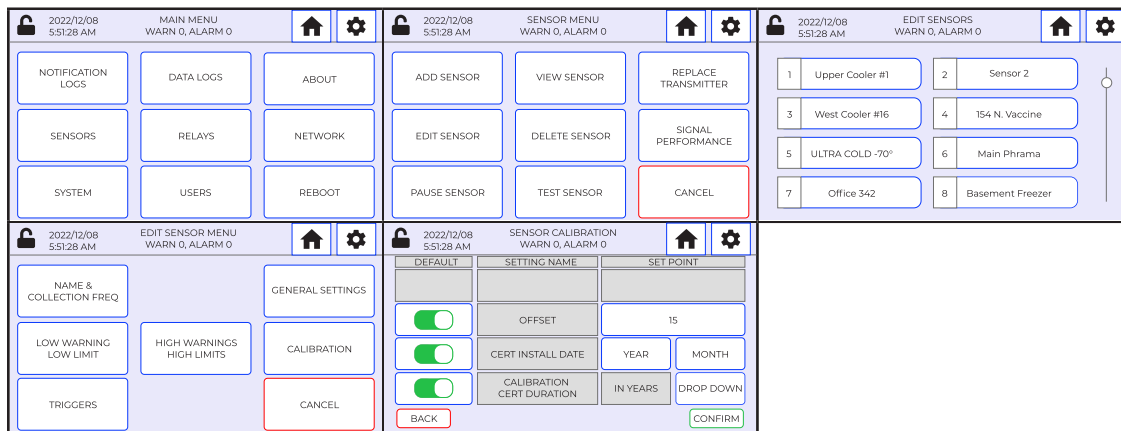 2022/12/08
5:51:28 AM
MAIN MENU
WARN 0, ALARM 0
NOTIFICATION
LOGS
DATA LOGS
ABOUT
SENSORS
RELAYS
NETWORK
SYSTEM
USERS
REBOOT
2022/12/08
5:51:28 AM
SENSOR MENU
WARN 0, ALARM 0
ADD SENSOR
VIEW SENSOR
REPLACE
TRANSMITTER
EDIT SENSOR
DELETE SENSOR
SIGNAL
PERFORMANCE
PAUSE SENSOR
TEST SENSOR
CANCEL
2022/12/08
5:51:28 AM
EDIT SENSORS
WARN 0, ALARM 0
1 Upper Cooler #1
2 Sensor 2
3 West Cooler #16
4 154 N. Vaccine
5 ULTRA COLD -70°
6 Main Phrama
7 Office 342
8 Basement Freezer
2022/12/08
5:51:28 AM
EDIT SENSOR MENU
WARN 0, ALARM 0
NAME &
COLLECTION FREQ
GENERAL SETTINGS
LOW WARNING
LOW LIMIT
HIGH WARNINGS
HIGH LIMITS
CALIBRATION
TRIGGERS
CANCEL
2022/12/08
5:51:28 AM
SENSOR CALIBRATION
WARN 0, ALARM 0
DEFAULT
SETTING NAME
SET POINT
OFFSET
15
CERT INSTALL DATE
YEAR
MONTH
CALIBRATION
CERT DURATION
IN YEARS
DROP DOWN
BACK
CONFIRM